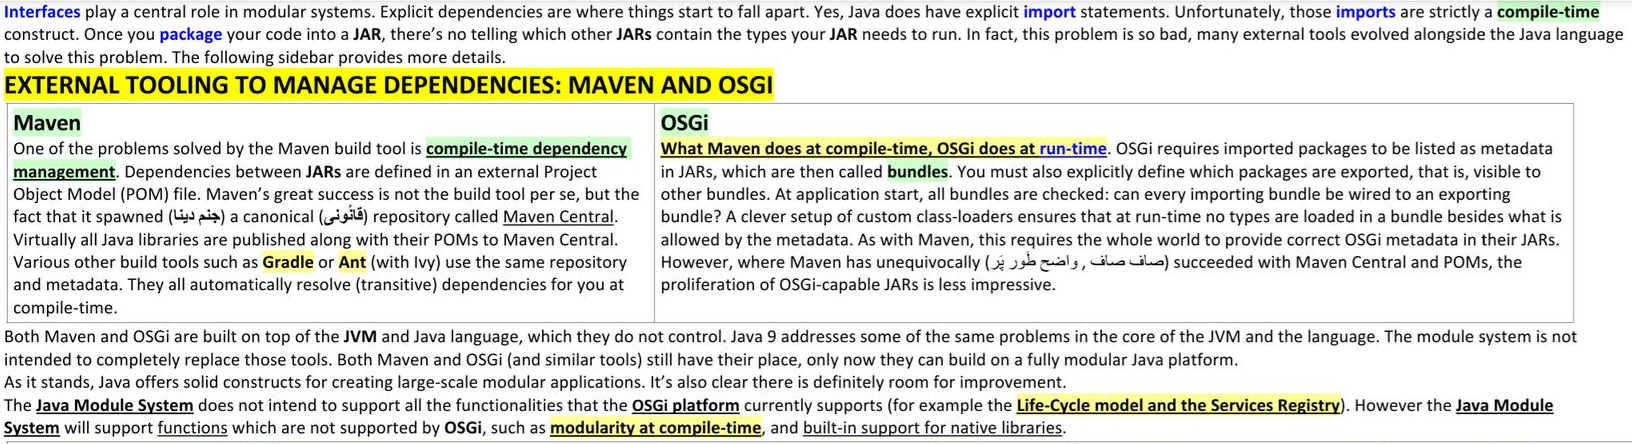 Interfaces play a central role in modular systems. Explicit dependencies are where things start to fall apart. Yes, Java does have explicit import statements. Unfortunately, those imports are strictly a compile-time
construct. Once you package your code into a JAR, there's no telling which other JARs contain the types your JAR needs to run. In fact, this problem is so bad, many external tools evolved alongside the Java language
to solve this problem. The following sidebar provides more details.
EXTERNAL TOOLING TO MANAGE DEPENDENCIES: MAVEN AND OSGI
Maven
One of the problems solved by the Maven build tool is compile-time dependency
management. Dependencies between JARs are defined in an external Project
Object Model (POM) file. Maven's great success is not the build tool per se, but the
fact that it spawned (جنم دینا) a canonical (قانُونی) repository called Maven Central.
Virtually all Java libraries are published along with their POMs to Maven Central.
Various other build tools such as Gradle or Ant (with Ivy) use the same repository
and metadata. They all automatically resolve (transitive) dependencies for you at
compile-time.
OSGi
What Maven does at compile-time, OSGi does at run-time. OSGi requires imported packages to be listed as metadata
in JARs, which are then called bundles. You must also explicitly define which packages are exported, that is, visible to
other bundles. At application start, all bundles are checked: can every importing bundle be wired to an exporting
bundle? A clever setup of custom class-loaders ensures that at run-time no types are loaded in a bundle besides what is
allowed by the metadata. As with Maven, this requires the whole world to provide correct OSGi metadata in their JARs.
However, where Maven has unequivocally (صاف صاف , واضح طور پَر) succeeded with Maven Central and POMs, the
proliferation of OSGi-capable JARs is less impressive.
Both Maven and OSGi are built on top of the JVM and Java language, which they do not control. Java 9 addresses some of the same problems in the core of the JVM and the language. The module system is not
intended to completely replace those tools. Both Maven and OSGi (and similar tools) still have their place, only now they can build on a fully modular Java platform.
As it stands, Java offers solid constructs for creating large-scale modular applications. It's also clear there is definitely room for improvement.
The Java Module System does not intend to support all the functionalities that the OSGi platform currently supports (for example the Life-Cycle model and the Services Registry). However the Java Module
System will support functions which are not supported by OSGi, such as modularity at compile-time, and built-in support for native libraries.